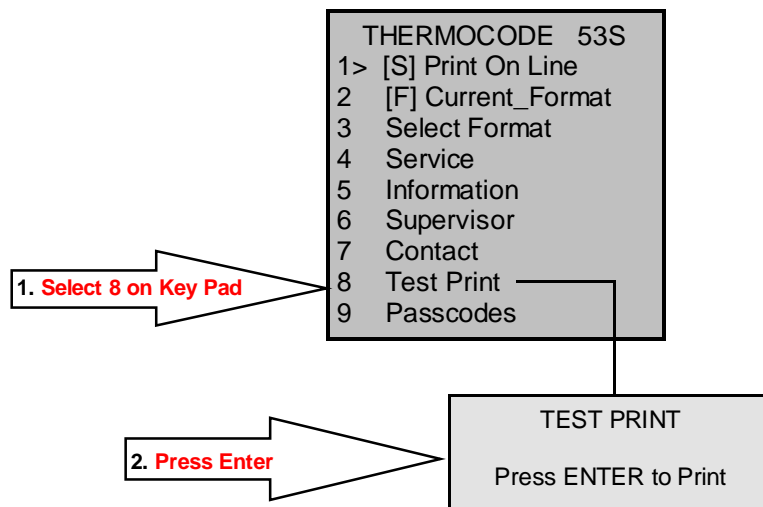 THERMOCODE 53S
1> [S] Print On Line
2 [F] Current_Format
3 Select Format
4 Service
5 Information
6 Supervisor
7 Contact
1. Select 8 on Key Pad
8 Test Print
9 Passcodes
TEST PRINT
2. Press Enter
Press ENTER to Print